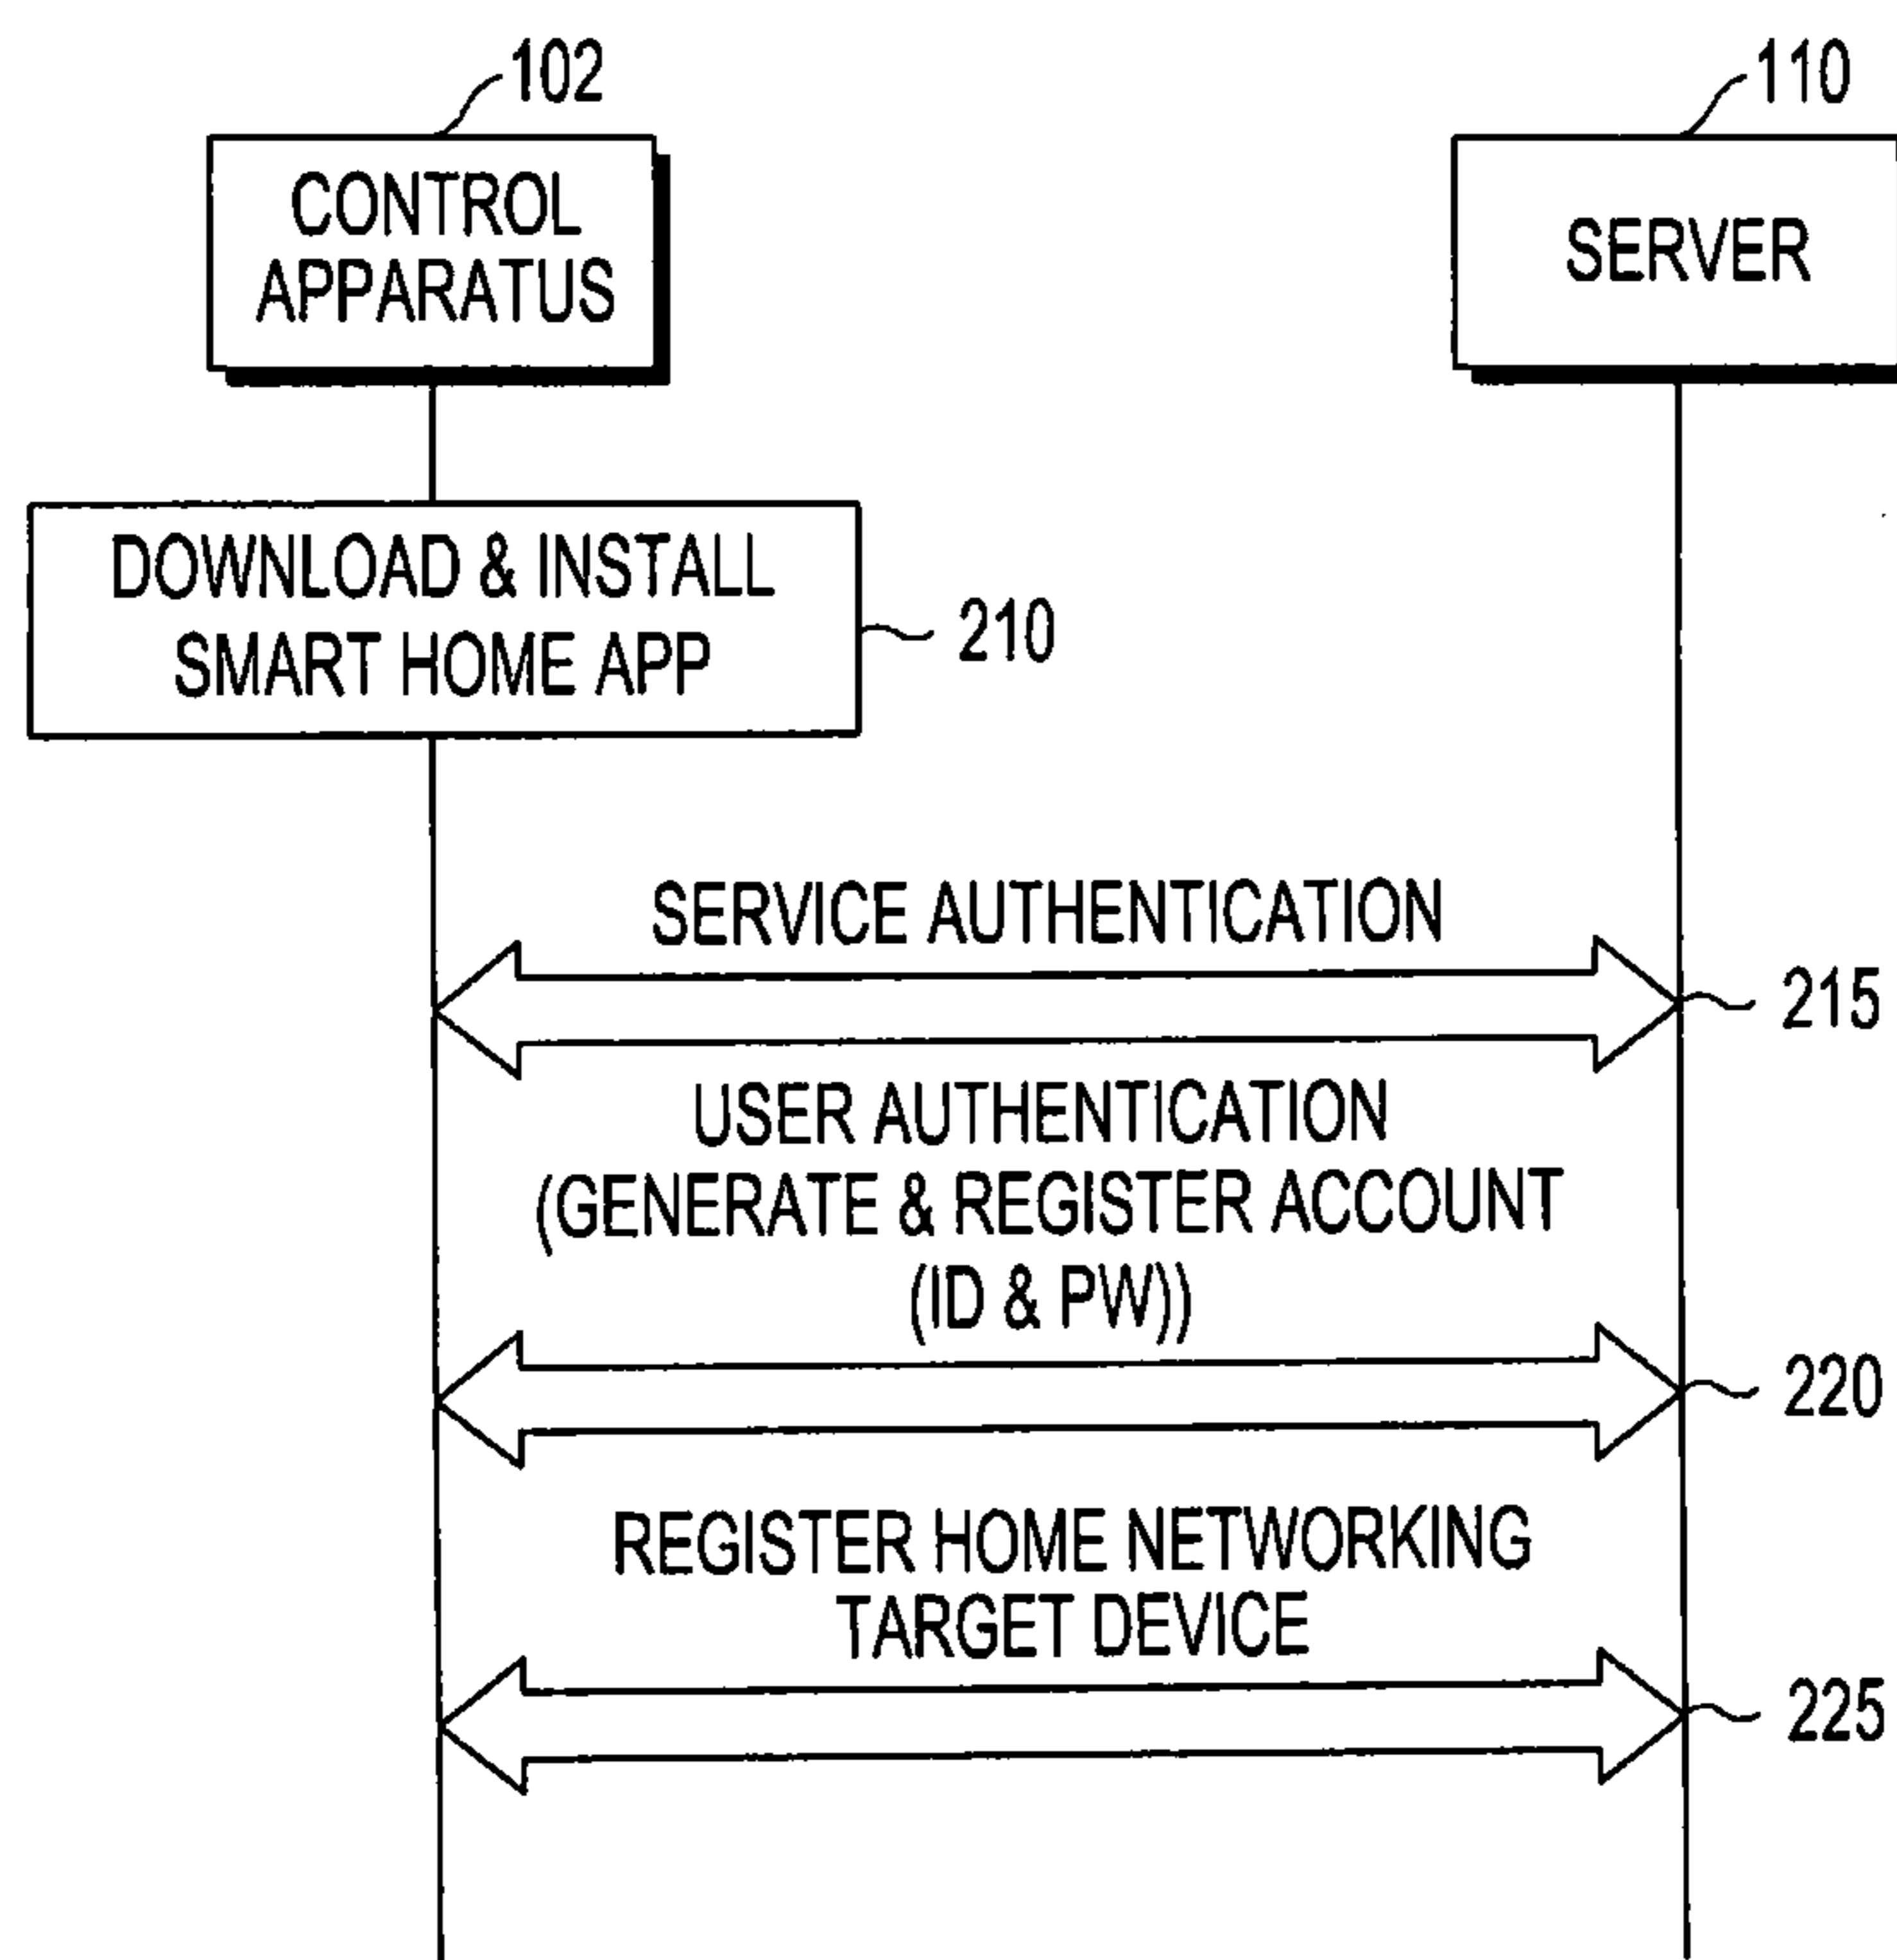 102
110
CONTROL
APPARATUS
SERVER
DOWNLOAD & INSTALL
SMART HOME APP
210
SERVICE AUTHENTICATION
215
USER AUTHENTICATION
(GENERATE & REGISTER ACCOUNT
(ID & PW))
220
REGISTER HOME NETWORKING
TARGET DEVICE
225